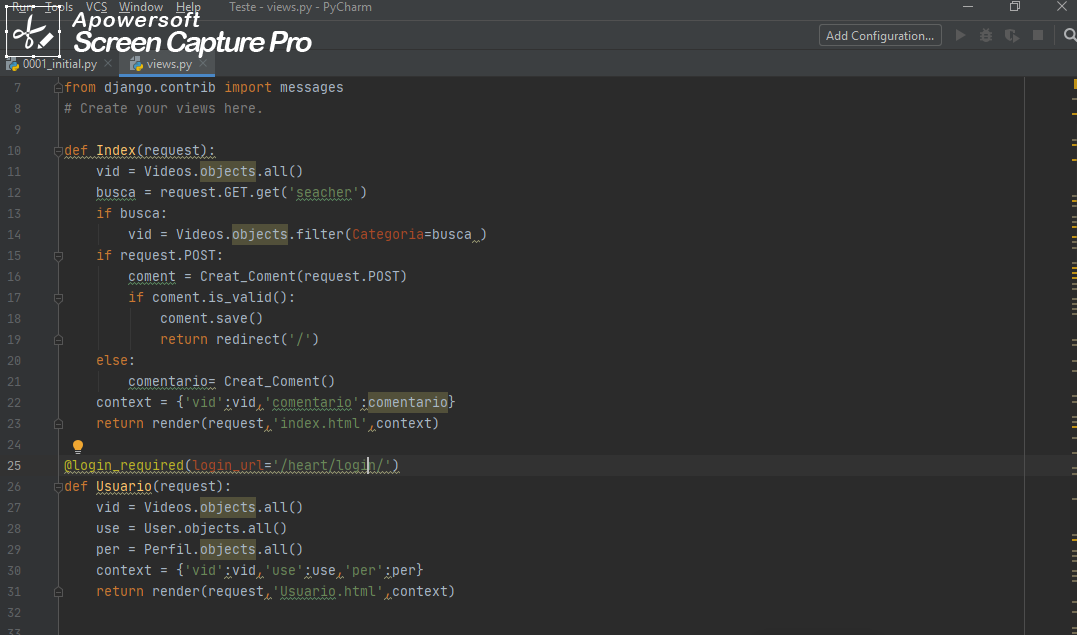 Run Tools VCS Window Help Teste - views.py - PyCharm
Apowersoft
Screen Capture Pro
Add Configuration...
0001_initial.py views.py
7 from django.contrib import messages
8 # Create your views here.
9
10 def Index(request):
11 vid = Videos.objects.all()
12 busca = request.GET.get('seacher')
13 if busca:
14 vid = Videos.objects.filter(Categoria=busca )
15 if request.POST:
16 coment = Creat_Coment(request.POST)
17 if coment.is_valid():
18 coment.save()
19 return redirect('/')
20 else:
21 comentario= Creat_Coment()
22 context = {'vid':vid,'comentario':comentario}
23 return render(request,'index.html',context)
24
25 @login_required(login_url='/heart/login/')
26 def Usuario(request):
27 vid = Videos.objects.all()
28 use = User.objects.all()
29 per = Perfil.objects.all()
30 context = {'vid':vid,'use':use,'per':per}
31 return render(request,'Usuario.html',context)
32
33